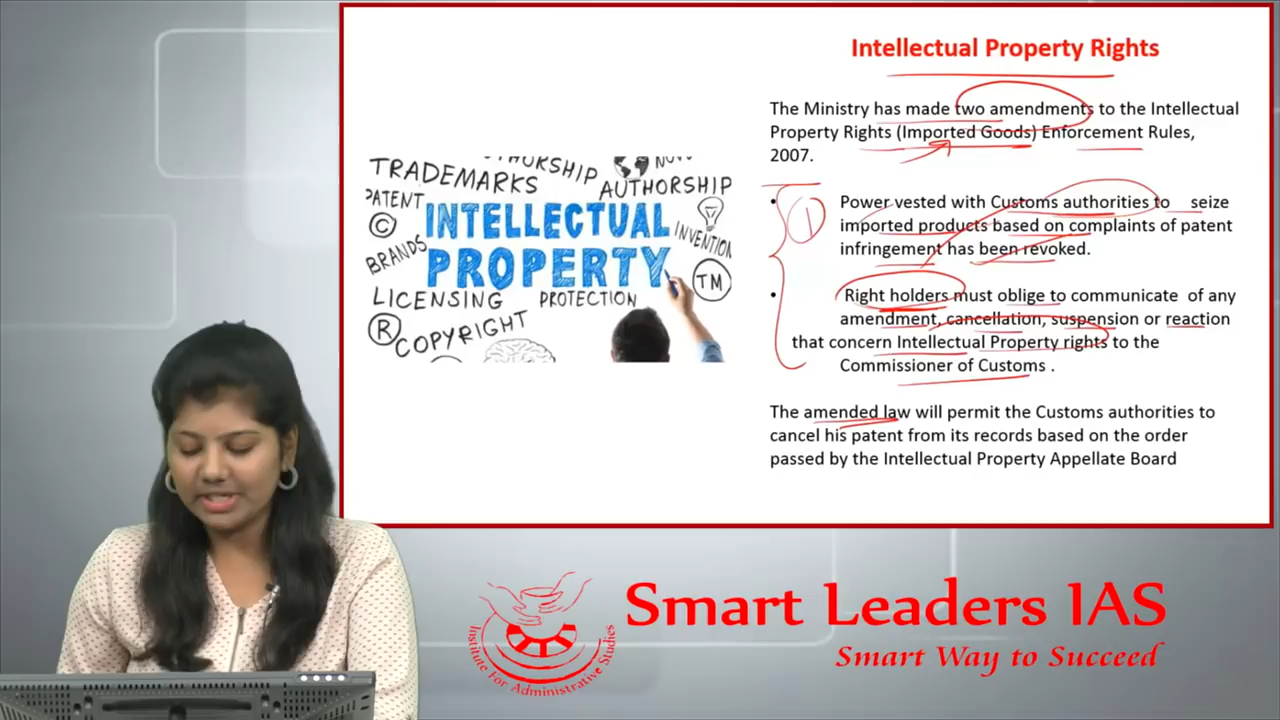 Intellectual Property Rights
The Ministry has made two amendments to the Intellectual
Property Rights (Imported Goods) Enforcement Rules,
2007.
• Power vested with Customs authorities to seize
imported products based on complaints of patent
infringement has been revoked.
• Right holders must oblige to communicate of any
amendment, cancellation, suspension or reaction
that concern Intellectual Property rights to the
Commissioner of Customs .
The amended law will permit the Customs authorities to
cancel his patent from its records based on the order
passed by the Intellectual Property Appellate Board
1
TRADEMARKS
AUTHORSHIP
PATENT
©
INTELLECTUAL
INVENTION
BRANDS
PROPERTY
TM
LICENSING
PROTECTION
®
COPYRIGHT
Smart Leaders IAS
Smart Way to Succeed
Institute For Administrative Studies